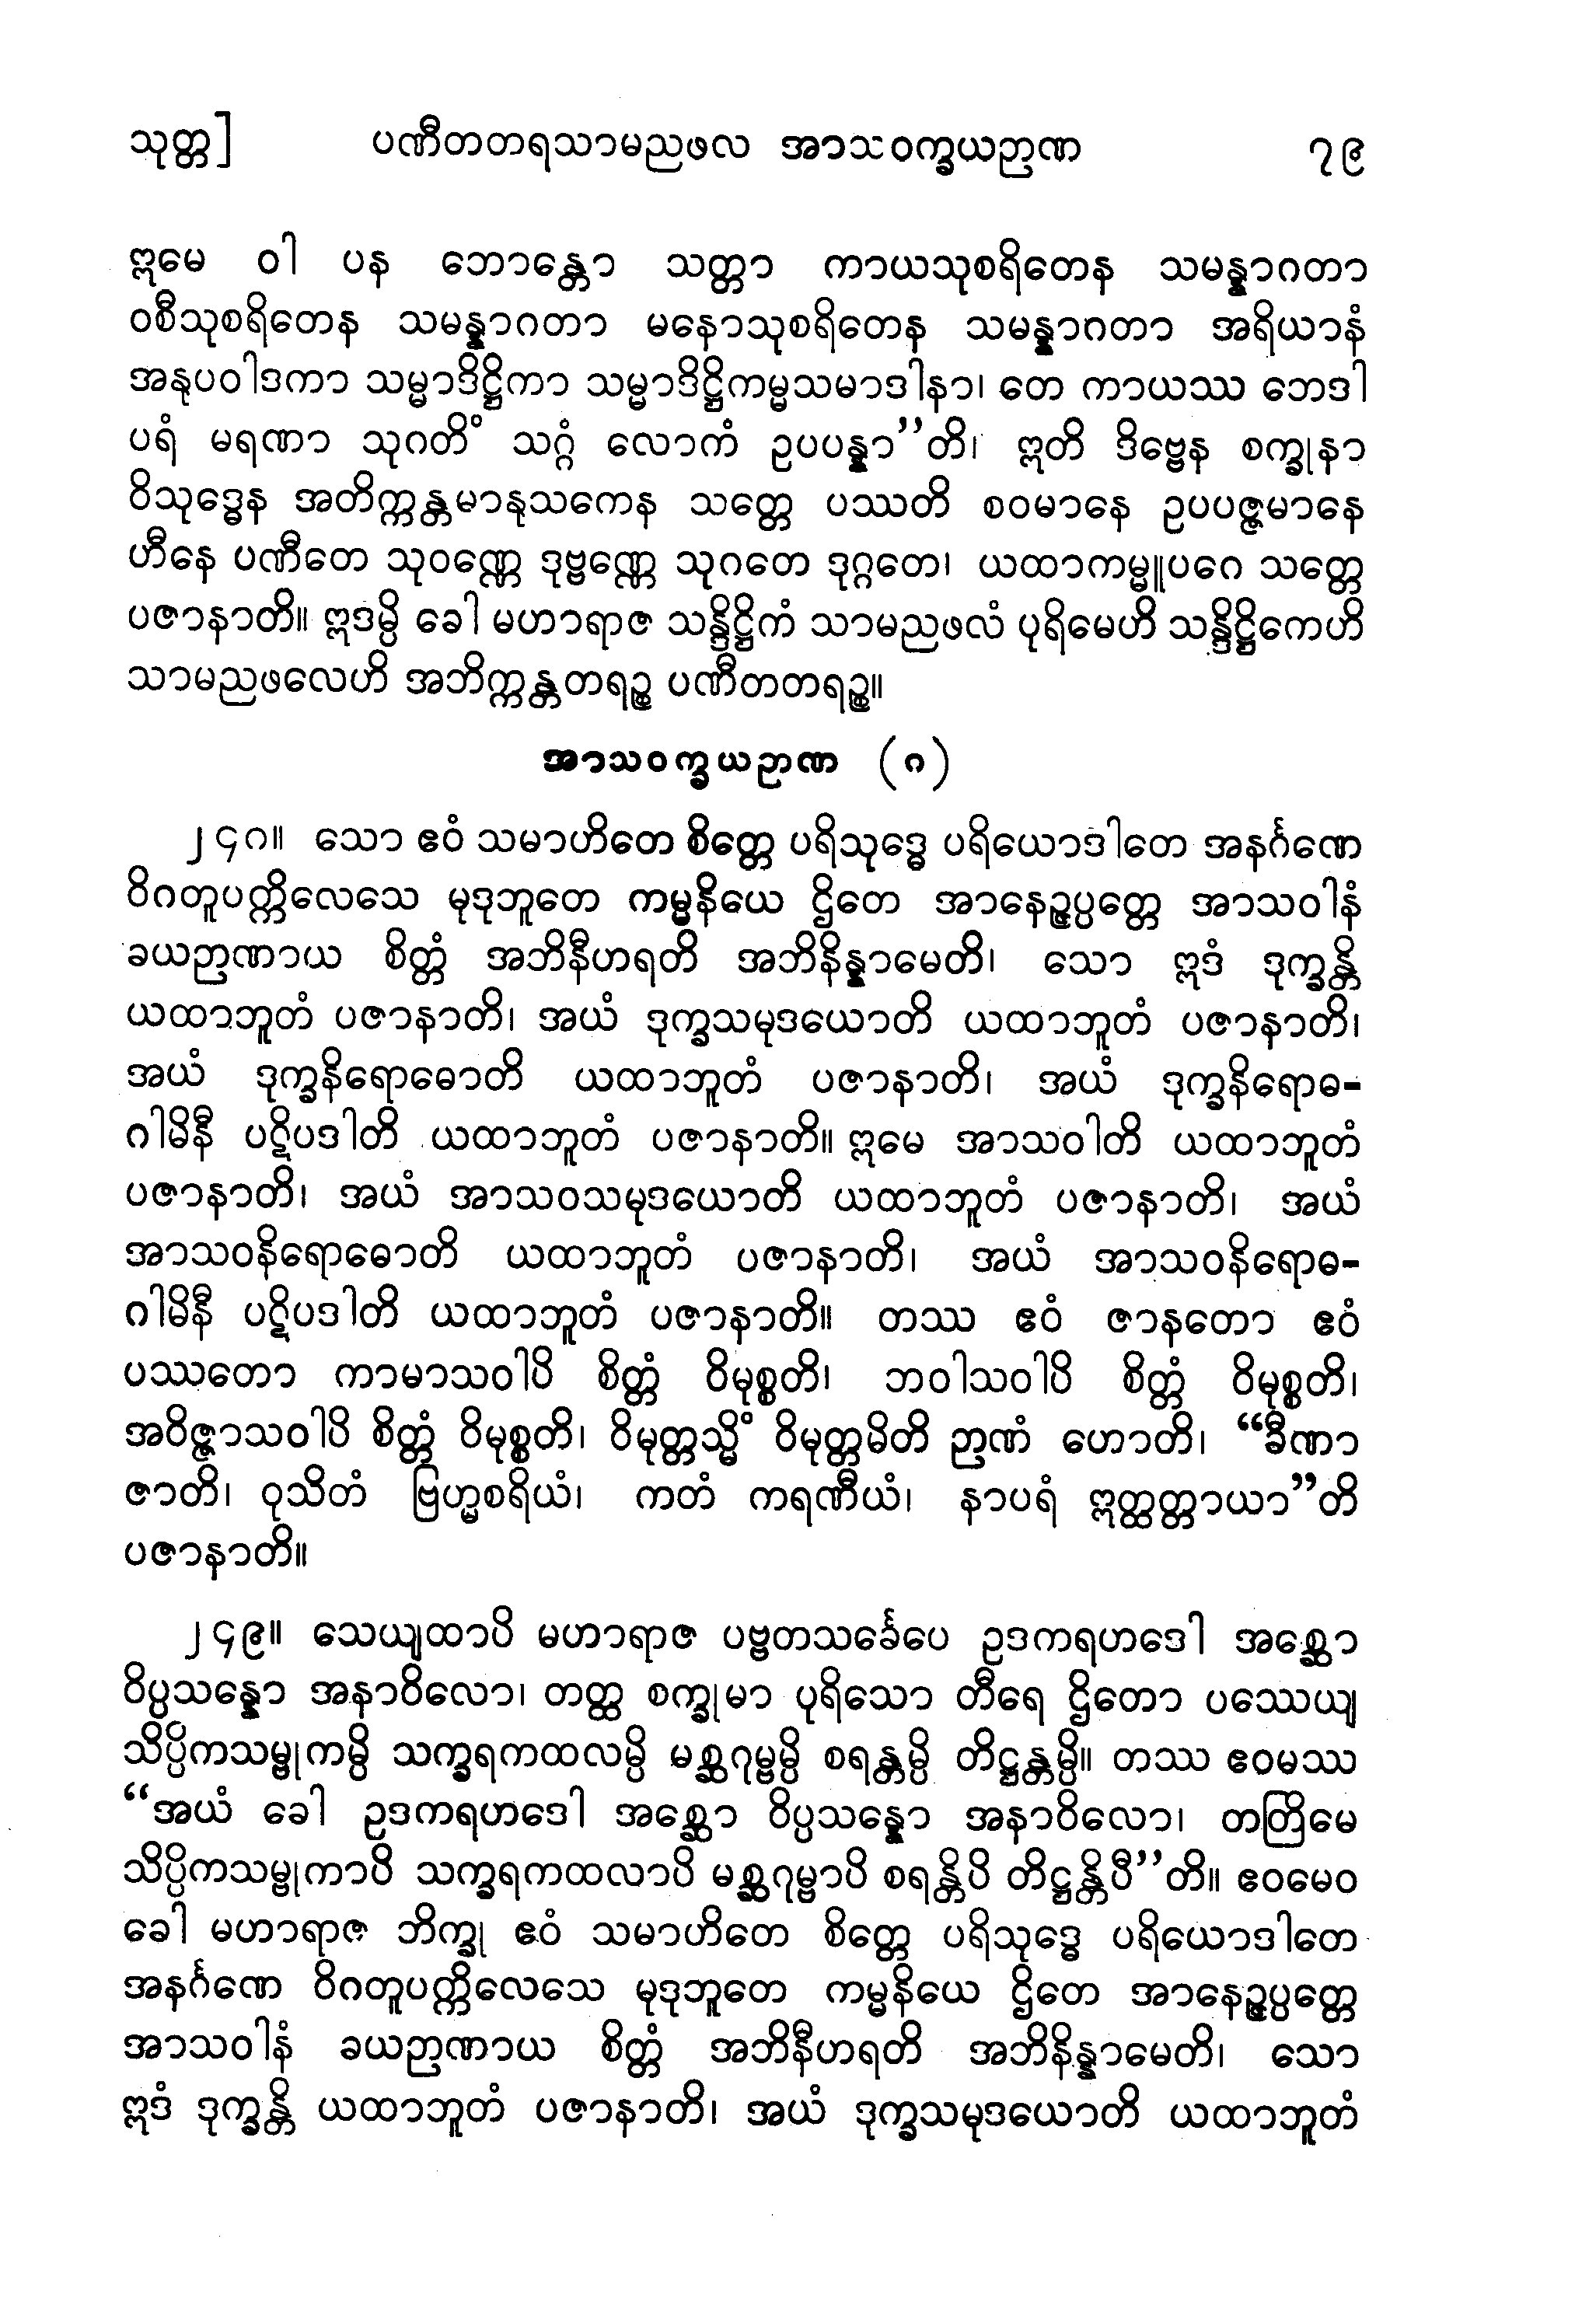 သုတ္တ]	ပဏီတတရသာမညဖလ အာသဝက္ခယဉာဏ	၇၉
ဣမေ ဝါ ပန ဘောန္တော သတ္တာ ကာယသုစရိတေန သမန္နာဂတာ
ဝစီသုစရိတေန သမန္နာဂတာ မနောသုစရိတေန သမန္နာဂတာ အရိယာနံ
အနုပဝါဒကာ သမ္မာဒိဋ္ဌိကာ သမ္မာဒိဋ္ဌိကမ္မသမာဒါနာ၊ တေ ကာယဿ ဘေဒါ
ပရံ မရဏာ သုဂတိံ သဂ္ဂံ လောကံ ဥပပန္နာ”တိ၊ ဣတိ ဒိဗ္ဗေန စက္ခုနာ
ဝိသုဒ္ဓေန အတိက္ကန္တမာနုသကေန သတ္တေ ပဿတိ စဝမာနေ ဥပပဇ္ဇမာနေ
ဟီနေ ပဏီတေ သုဝဏ္ဏေ ဒုဗ္ဗဏ္ဏေ သုဂတေ ဒုဂ္ဂတေ၊ ယထာကမ္မူပဂေ သတ္တေ
ပဇာနာတိ။ ဣဒမ္ပိ ခေါ မဟာရာဇ သန္ဒိဋ္ဌိကံ သာမညဖလံ ပုရိမေဟိ သန္ဒိဋ္ဌိကေဟိ
သာမညဖလေဟိ အဘိက္ကန္တတရဉ္စ ပဏီတတရဉ္စ။
အာသဝက္ခယဉာဏ (၈)
၂၄၈။ သော ဧဝံ သမာဟိတေ စိတ္တေ ပရိသုဒ္ဓေ ပရိယောဒါတေ အနင်္ဂဏေ
ဝိဂတူပက္ကိလေသေ မုဒုဘူတေ ကမ္မနိယေ ဌိတေ အာနေဉ္ဇပ္ပတ္တေ အာသဝါနံ
ခယဉာဏာယ စိတ္တံ အဘိနီဟရတိ အဘိနိန္နာမေတိ၊ သော ဣဒံ ဒုက္ခန္တိ
ယထာဘူတံ ပဇာနာတိ၊ အယံ ဒုက္ခသမုဒယောတိ ယထာဘူတံ ပဇာနာတိ၊
အယံ ဒုက္ခနိရောဓောတိ ယထာဘူတံ ပဇာနာတိ၊ အယံ ဒုက္ခနိရောဓ-
ဂါမိနီ ပဋိပဒါတိ ယထာဘူတံ ပဇာနာတိ။ ဣမေ အာသဝါတိ ယထာဘူတံ
ပဇာနာတိ၊ အယံ အာသဝသမုဒယောတိ ယထာဘူတံ ပဇာနာတိ၊ အယံ
အာသဝနိရောဓောတိ ယထာဘူတံ ပဇာနာတိ၊ အယံ အာသဝနိရောဓ-
ဂါမိနီ ပဋိပဒါတိ ယထာဘူတံ ပဇာနာတိ။ တဿ ဧဝံ ဇာနတော ဧဝံ
ပဿတော ကာမာသဝါပိ စိတ္တံ ဝိမုစ္စတိ၊ ဘဝါသဝါပိ စိတ္တံ ဝိမုစ္စတိ၊
အဝိဇ္ဇာသဝါပိ စိတ္တံ ဝိမုစ္စတိ၊ ဝိမုတ္တသ္မိံ ဝိမုတ္တမိတိ ဉာဏံ ဟောတိ၊ “ခီဏာ
ဇာတိ၊ ဝုသိတံ ဗြဟ္မစရိယံ၊ ကတံ ကရဏီယံ၊ နာပရံ ဣတ္ထတ္တာယာ”တိ
ပဇာနာတိ။
၂၄၉။ သေယျထာပိ မဟာရာဇ ပဗ္ဗတသင်္ခေပေ ဥဒကရဟဒေါ အစ္ဆော
ဝိပ္ပသန္နော အနာဝိလော၊ တတ္ထ စက္ခုမာ ပုရိသော တီရေ ဌိတော ပဿေယျ
သိပ္ပိကသမ္ဗုကမ္ပိ သက္ခရကထလမ္ပိ မစ္ဆဂုမ္ဗမ္ပိ စရန္တမ္ပိ တိဋ္ဌန္တမ္ပိ။ တဿ ဧဝမဿ
“အယံ ခေါ ဥဒကရဟဒေါ အစ္ဆော ဝိပ္ပသန္နော အနာဝိလော၊ တတြိမေ
သိပ္ပိကသမ္ဗုကာပိ သက္ခရကထလာပိ မစ္ဆဂုမ္ဗာပိ စရန္တိပိ တိဋ္ဌန္တိပီ”တိ။ ဧဝမေဝ
ခေါ မဟာရာဇ ဘိက္ခု ဧဝံ သမာဟိတေ စိတ္တေ ပရိသုဒ္ဓေ ပရိယောဒါတေ
အနင်္ဂဏေ ဝိဂတူပက္ကိလေသေ မုဒုဘူတေ ကမ္မနိယေ ဌိတေ အာနေဉ္ဇပ္ပတ္တေ
အာသဝါနံ ခယဉာဏာယ စိတ္တံ အဘိနီဟရတိ အဘိနိန္နာမေတိ၊ သော
ဣဒံ ဒုက္ခန္တိ ယထာဘူတံ ပဇာနာတိ၊ အယံ ဒုက္ခသမုဒယောတိ ယထာဘူတံ